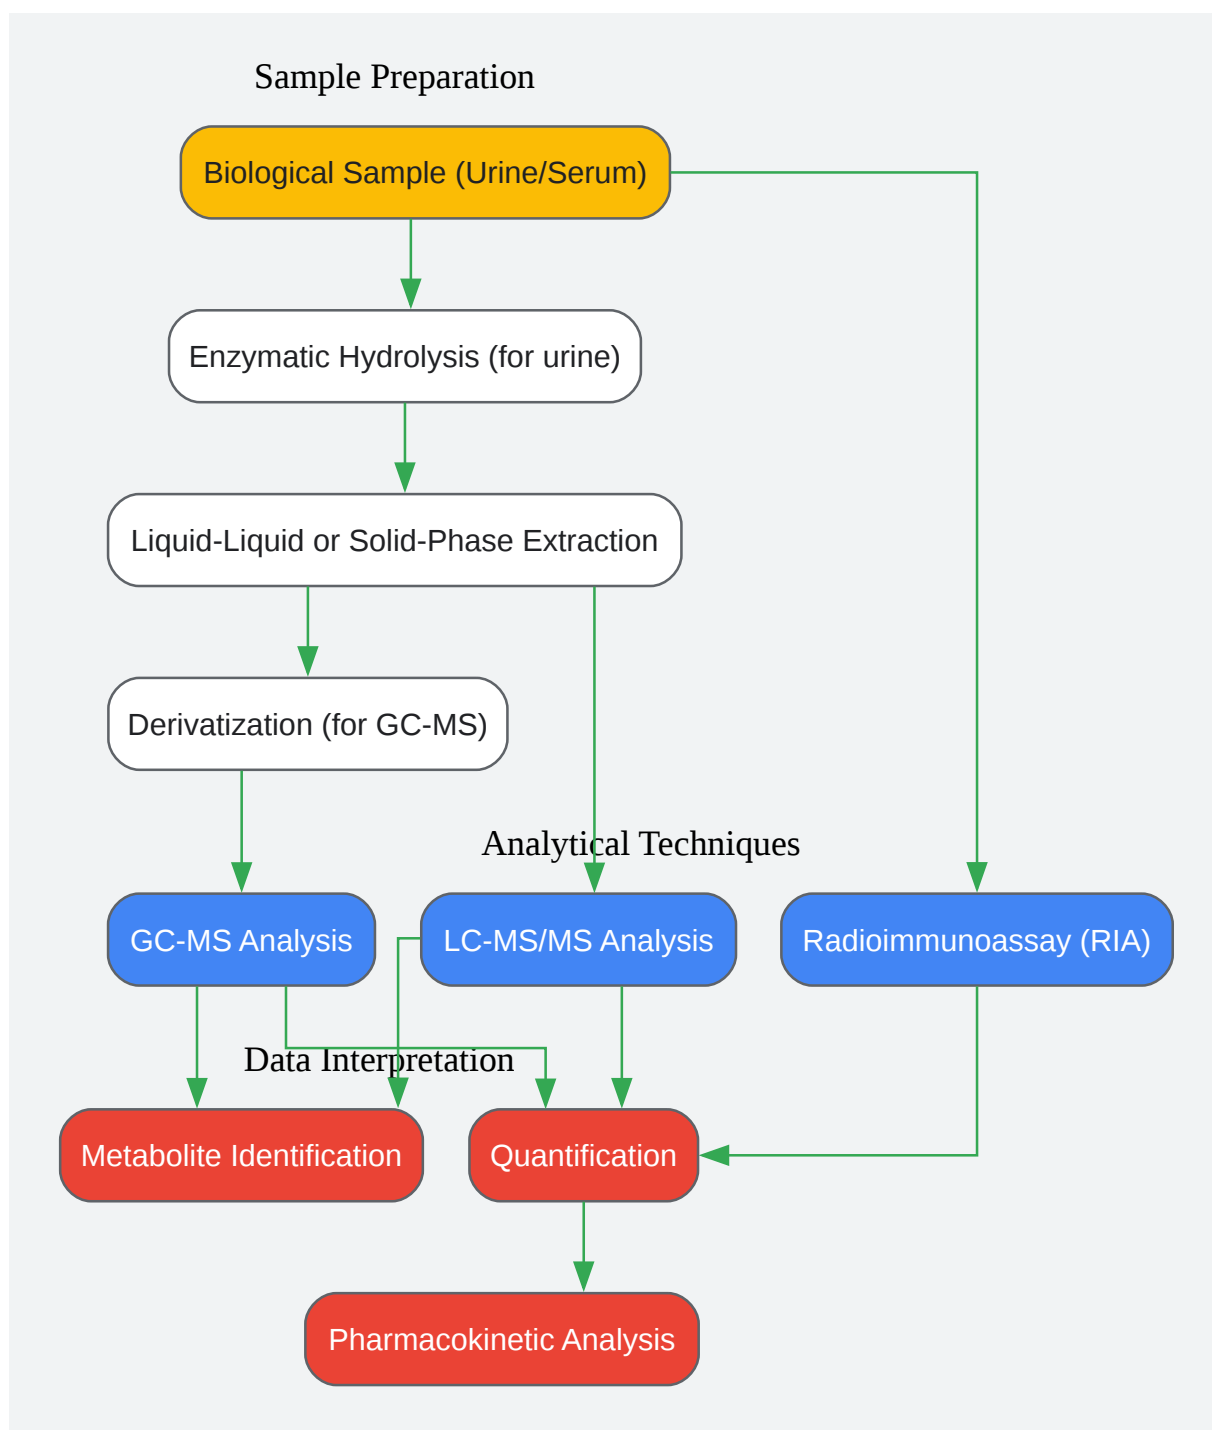 Sample Preparation
Biological Sample (Urine/Serum)
Enzymatic Hydrolysis (for urine)
Liquid-Liquid or Solid-Phase Extraction
Derivatization (for GC-MS)
Analytical Techniques
GC-MS Analysis
LC-MS/MS Analysis
Radioimmunoassay (RIA)
Data Interpretation
Metabolite Identification
Quantification
Pharmacokinetic Analysis